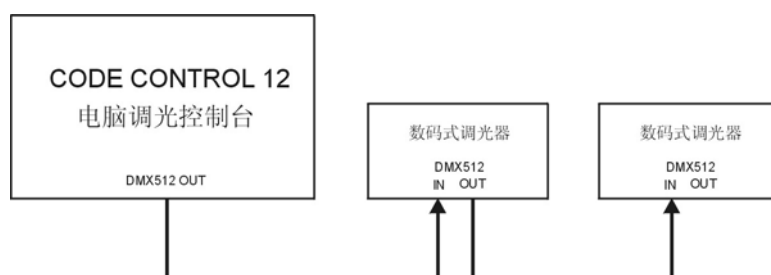 CODE CONTROL 12
电脑调光控制台
DMX512 OUT
数码式调光器
DMX512
IN OUT
数码式调光器
DMX512
IN OUT